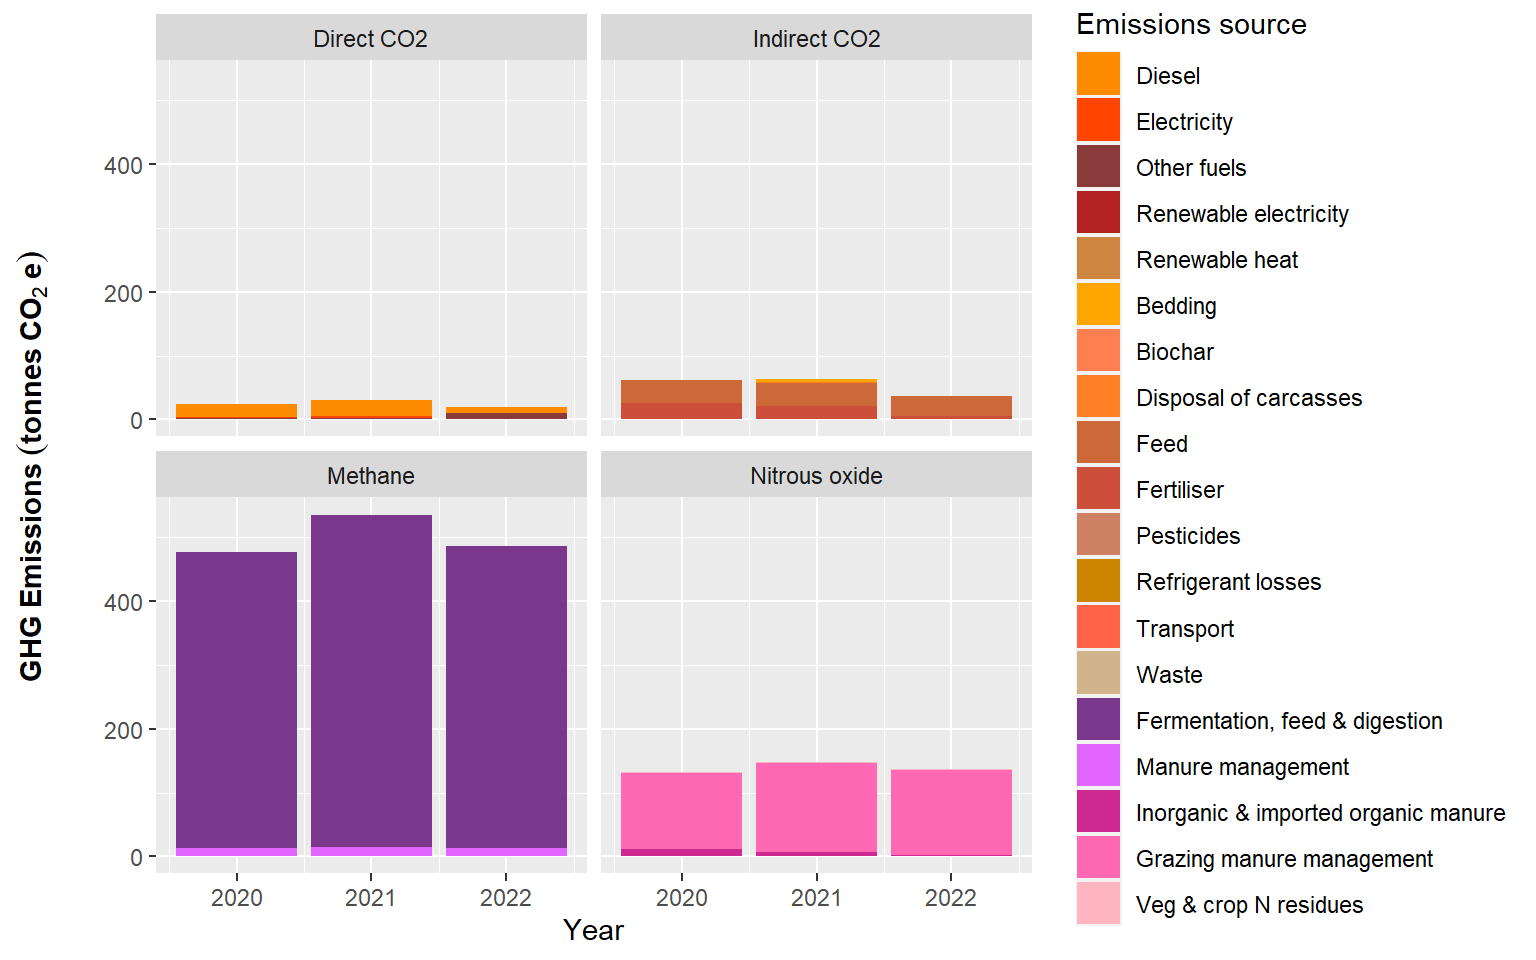 Direct CO2
Indirect CO2
400
200
0
Methane
Nitrous oxide
400
200
0
2020
2021
2022
2020
2021
2022
Year
GHG Emissions (tonnes CO₂ e)
Emissions source
Diesel
Electricity
Other fuels
Renewable electricity
Renewable heat
Bedding
Biochar
Disposal of carcasses
Feed
Fertiliser
Pesticides
Refrigerant losses
Transport
Waste
Fermentation, feed & digestion
Manure management
Inorganic & imported organic manure
Grazing manure management
Veg & crop N residues